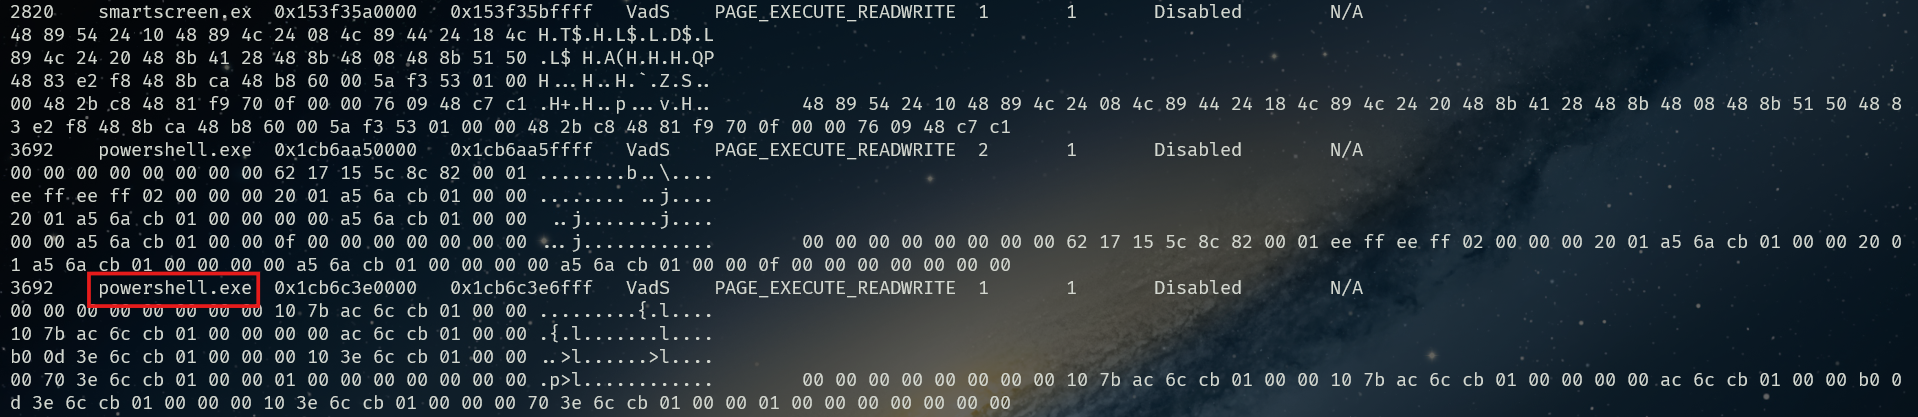 2820    smartscreen.ex  0x153f35a0000   0x153f35bffff   VadS    PAGE_EXECUTE_READWRITE  1       1       Disabled        N/A
48 89 54 24 10 48 89 4c 24 08 4c 89 44 24 18 4c H.T$.H.L$.L.D$.L
89 4c 24 20 48 8b 41 28 48 8b 48 08 48 8b 51 50 .L$ H.A(H.H.H.QP
48 83 e2 f8 48 8b ca 48 b8 60 00 5a f3 53 01 00 H...H..H.`.Z.S..
00 48 2b c8 48 81 f9 70 0f 00 00 76 09 48 c7 c1 .H+.H..p...v.H..        48 89 54 24 10 48 89 4c 24 08 4c 89 44 24 18 4c 89 4c 24 20 48 8b 41 28 48 8b 48 08 48 8b 51 50 48 8
3 e2 f8 48 8b ca 48 b8 60 00 5a f3 53 01 00 00 48 2b c8 48 81 f9 70 0f 00 00 76 09 48 c7 c1
3692    powershell.exe  0x1cb6aa50000   0x1cb6aa5ffff   VadS    PAGE_EXECUTE_READWRITE  2       1       Disabled        N/A
00 00 00 00 00 00 00 00 62 17 15 5c 8c 82 00 01 ........b..\....
ee ff ee ff 02 00 00 00 20 01 a5 6a cb 01 00 00 ........ ..j....
20 01 a5 6a cb 01 00 00 00 00 a5 6a cb 01 00 00  ..j.......j....
00 00 a5 6a cb 01 00 00 0f 00 00 00 00 00 00 00 ...j............        00 00 00 00 00 00 00 00 62 17 15 5c 8c 82 00 01 ee ff ee ff 02 00 00 00 20 01 a5 6a cb 01 00 00 20 0
1 a5 6a cb 01 00 00 00 00 a5 6a cb 01 00 00 00 00 a5 6a cb 01 00 00 0f 00 00 00 00 00 00 00
3692    powershell.exe  0x1cb6c3e0000   0x1cb6c3e6fff   VadS    PAGE_EXECUTE_READWRITE  1       1       Disabled        N/A
00 00 00 00 00 00 00 00 10 7b ac 6c cb 01 00 00 .........{.l....
10 7b ac 6c cb 01 00 00 00 00 ac 6c cb 01 00 00 .{.l.......l....
b0 0d 3e 6c cb 01 00 00 00 10 3e 6c cb 01 00 00 ..>l......>l....
00 70 3e 6c cb 01 00 00 01 00 00 00 00 00 00 00 .p>l............        00 00 00 00 00 00 00 00 10 7b ac 6c cb 01 00 00 10 7b ac 6c cb 01 00 00 00 00 ac 6c cb 01 00 00 b0 0
d 3e 6c cb 01 00 00 00 10 3e 6c cb 01 00 00 00 70 3e 6c cb 01 00 00 01 00 00 00 00 00 00 00